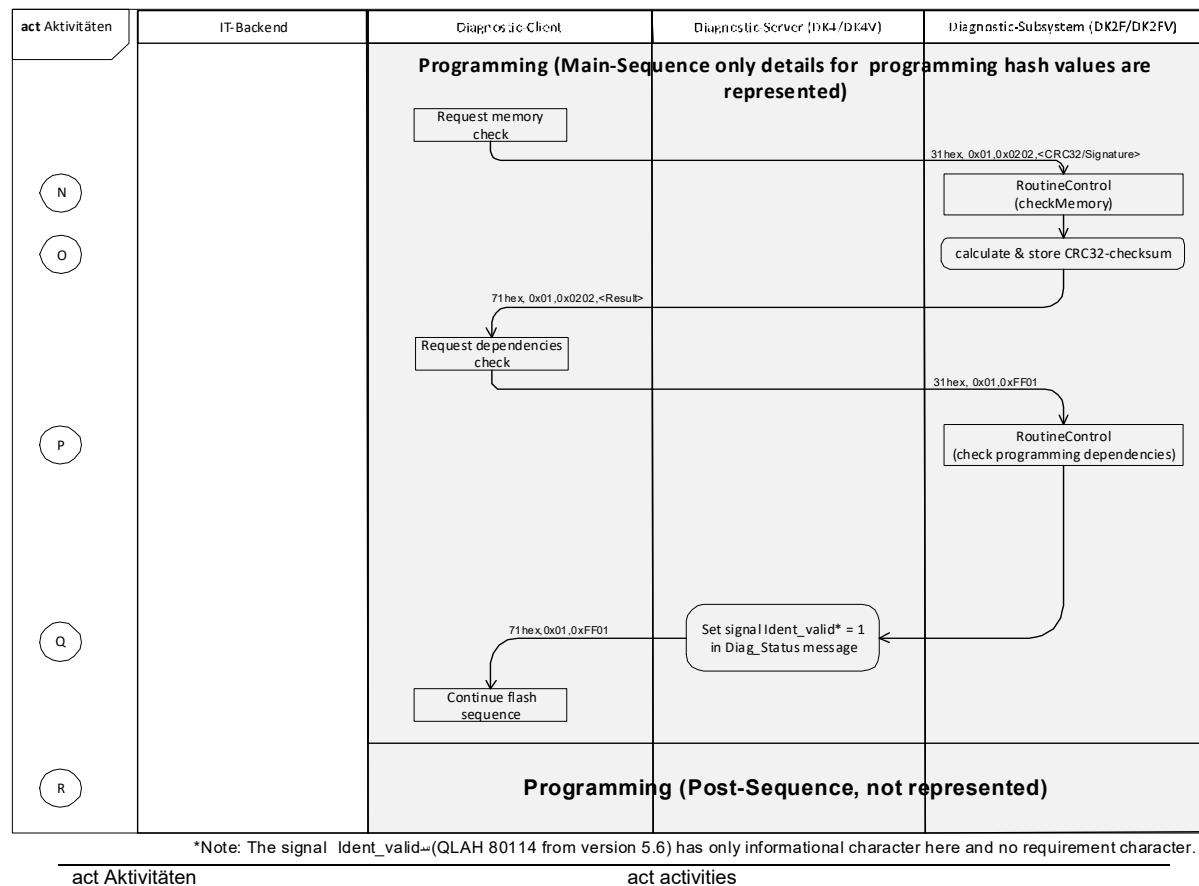 act Aktivitäten
IT-Backend
Diagnostic-Client
Diagnostic-Server (DK4/DK4V)
Diagnostic-Subsystem (DK2F/DK2FV)
Programming (Main-Sequence only details for programming hash values are
represented)
Request memory
check
31hex, 0x01,0x0202,<CRC32/Signature>
N
RoutineControl
(checkMemory)
O
calculate & store CRC32-checksum
71hex, 0x01,0x0202,<Result>
Request dependencies
check
31hex, 0x01,0xFF01
P
RoutineControl
(check programming dependencies)
Q
71hex,0x01,0xFF01
Set signal Ident_valid* = 1
in Diag_Status message
Continue flash
sequence
R
Programming (Post-Sequence, not represented)
*Note: The signal Ident_valid (QLAH 80114 from version 5.6) has only informational character here and no requirement character.
act Aktivitäten
act activities